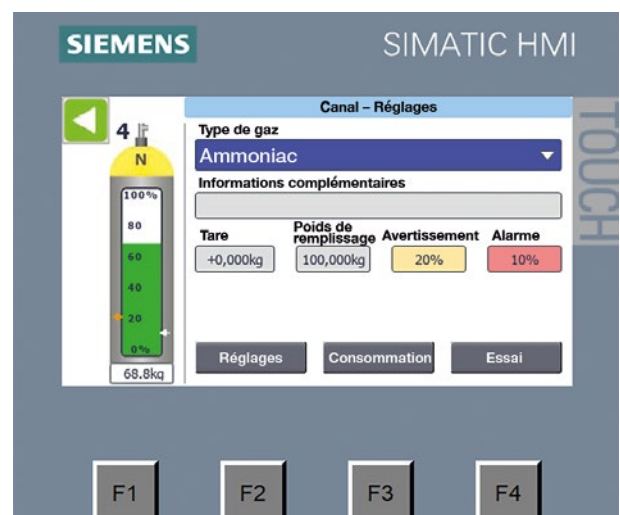 SIEMENS
SIMATIC HMI
TOUCH
Canal – Réglages
4
Type de gaz
N
Ammoniac
Informations complémentaires
100%
80
60
40
20
0%
68.8kg
Tare
Poids de remplissage
Avertissement
Alarme
+0,000kg
100,000kg
20%
10%
Réglages
Consommation
Essai
F1
F2
F3
F4